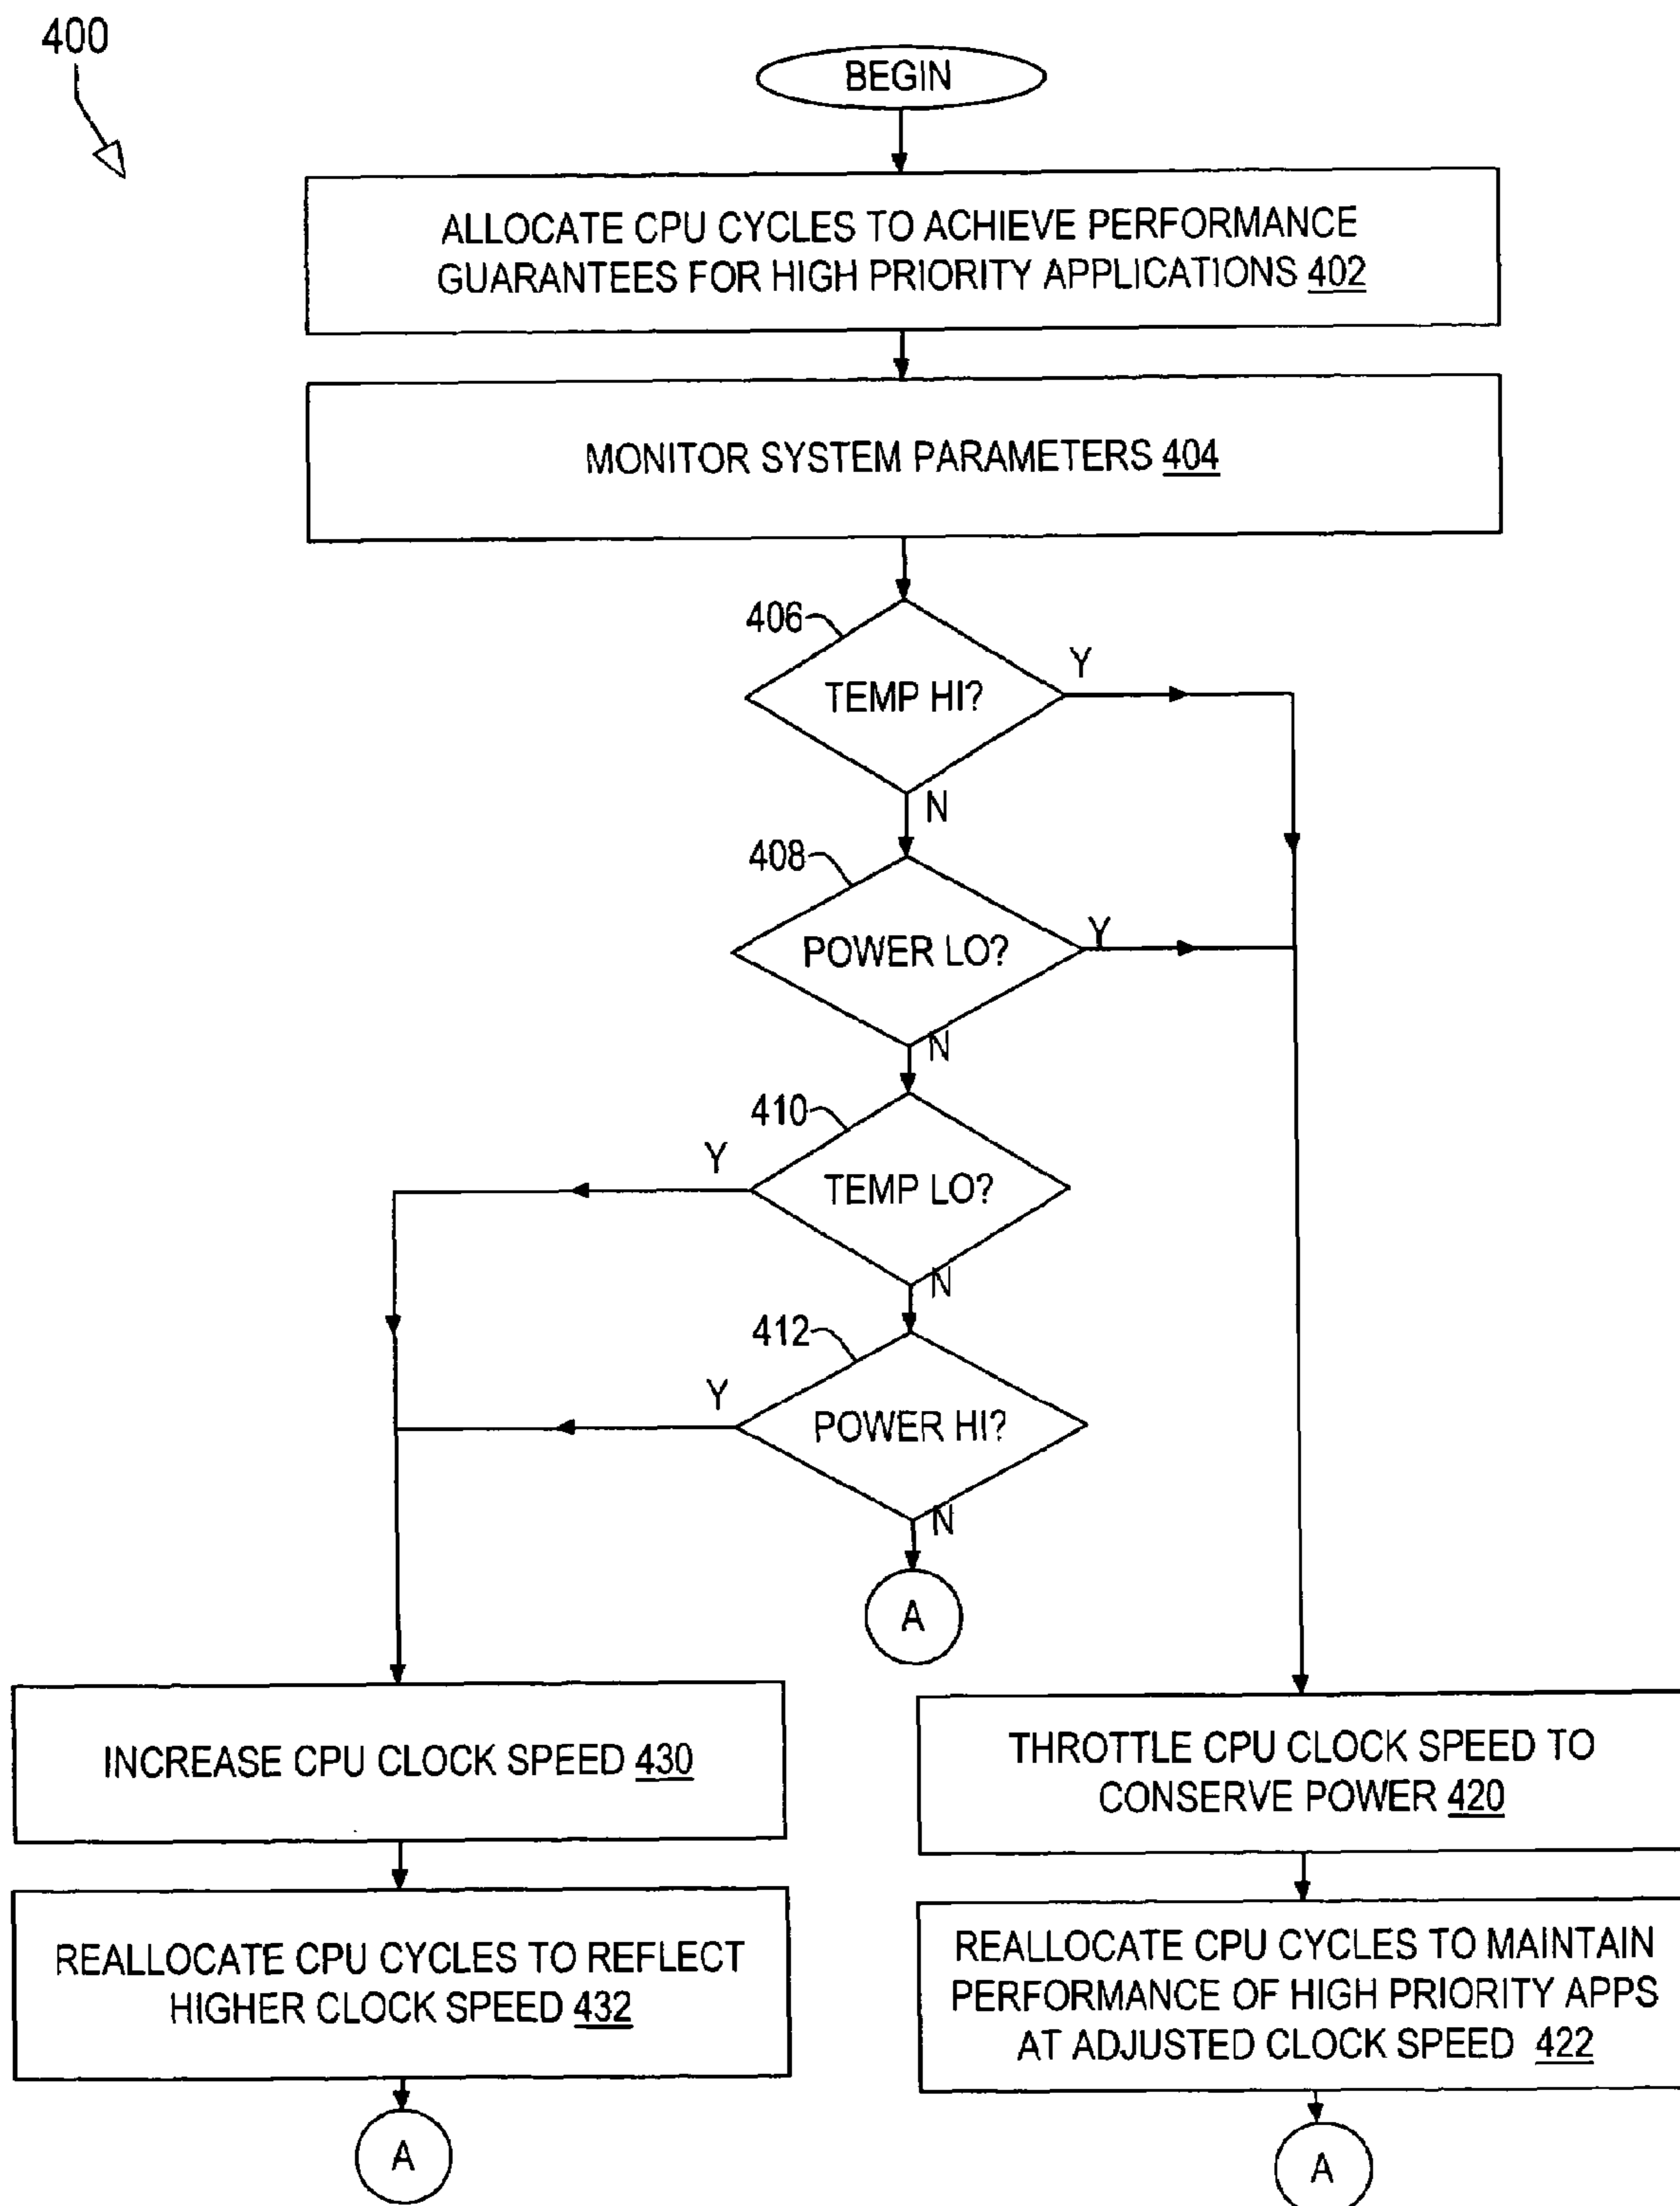 400
BEGIN
ALLOCATE CPU CYCLES TO ACHIEVE PERFORMANCE
GUARANTEES FOR HIGH PRIORITY APPLICATIONS 402
MONITOR SYSTEM PARAMETERS 404
406
TEMP HI?
Y
N
408
POWER LO?
Y
N
410
Y
TEMP LO?
N
412
Y
POWER HI?
N
A
INCREASE CPU CLOCK SPEED 430
REALLOCATE CPU CYCLES TO REFLECT
HIGHER CLOCK SPEED 432
A
THROTTLE CPU CLOCK SPEED TO
CONSERVE POWER 420
REALLOCATE CPU CYCLES TO MAINTAIN
PERFORMANCE OF HIGH PRIORITY APPS
AT ADJUSTED CLOCK SPEED 422
A